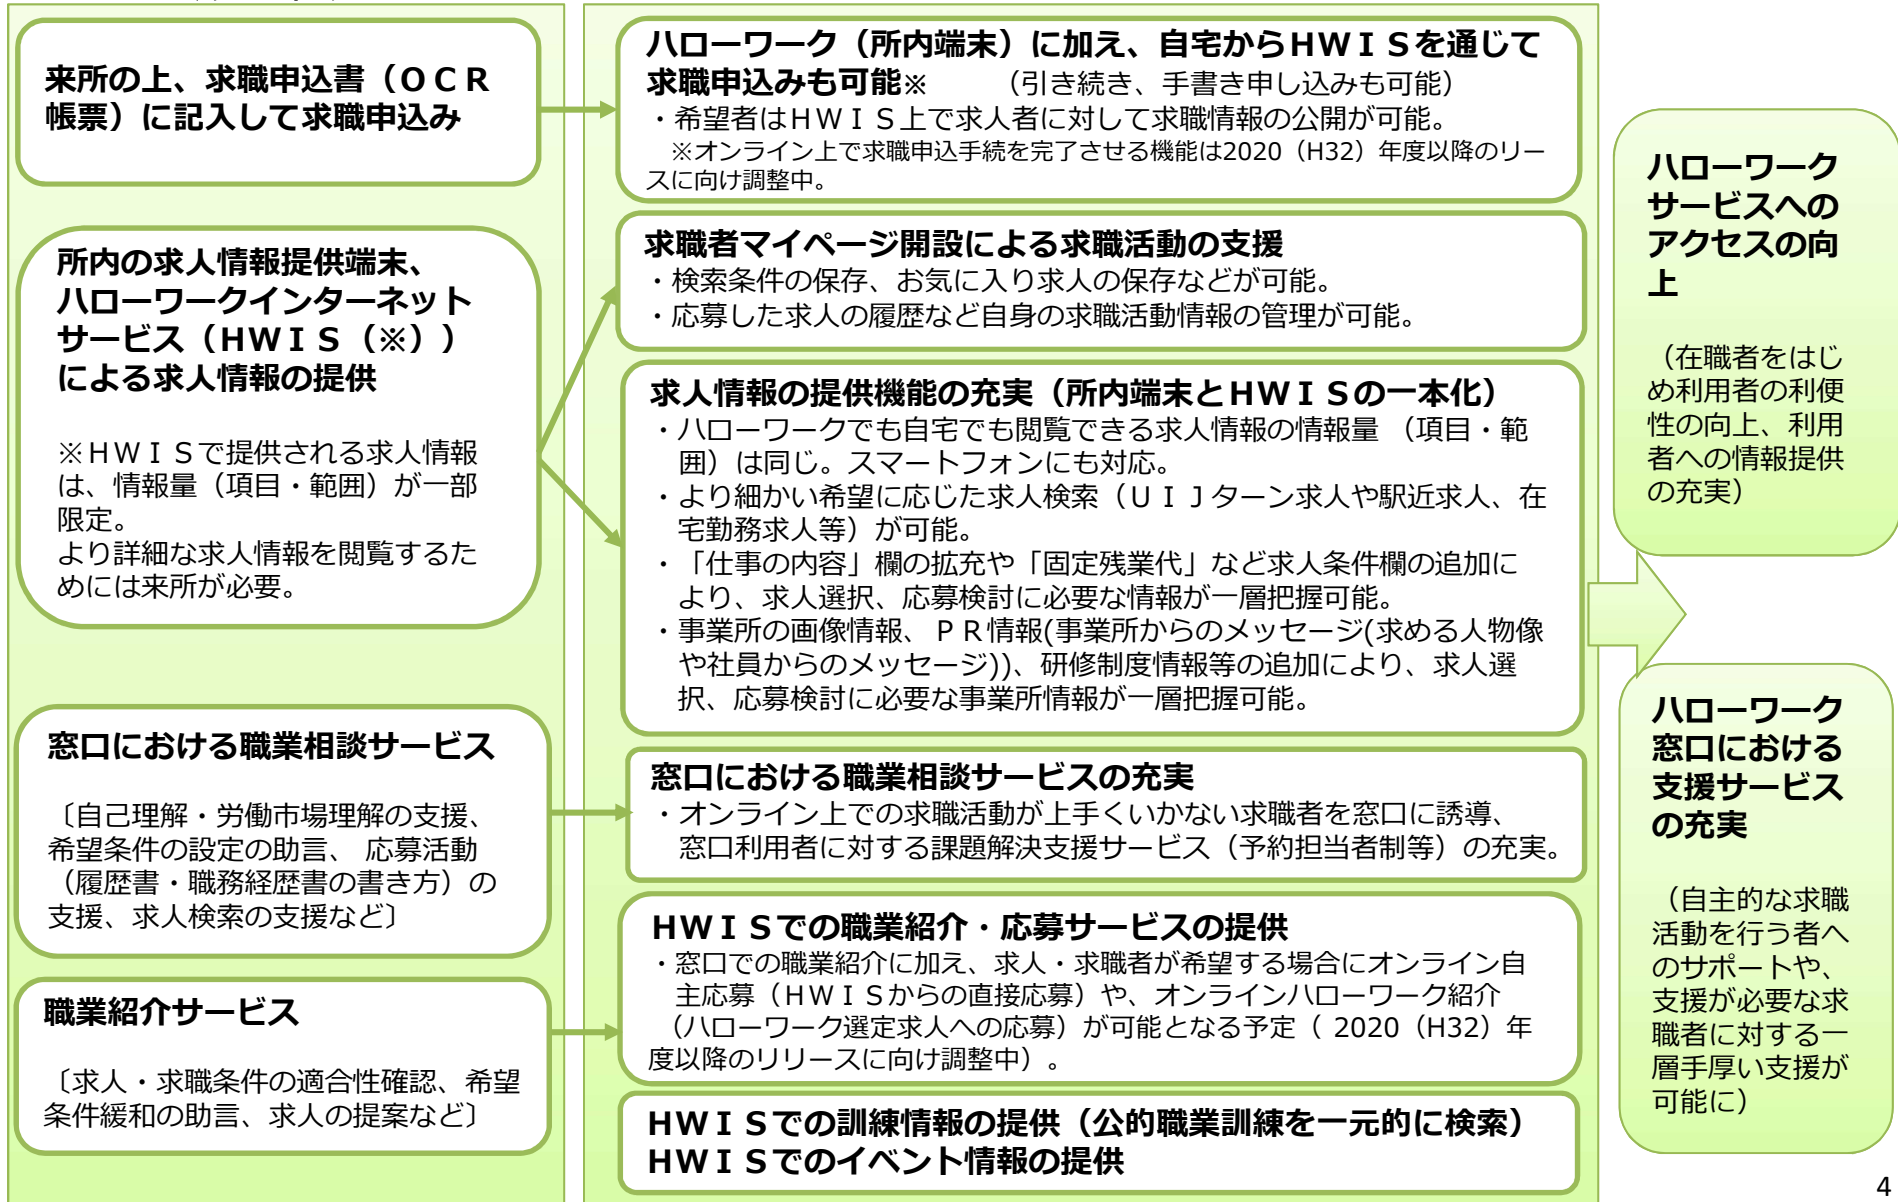 来所の上、求職申込書（ＯＣＲ
帳票）に記入して求職申込み
所内の求人情報提供端末、
ハローワークインターネット
サービス（ＨＷＩＳ（※））
による求人情報の提供
※ＨＷＩＳで提供される求人情報
は、情報量（項目・範囲）が一部
限定。
より詳細な求人情報を閲覧するた
めには来所が必要。
窓口における職業相談サービス
〔自己理解・労働市場理解の支援、
希望条件の設定の助言、 応募活動
（履歴書・職務経歴書の書き方）の
支援、求人検索の支援など〕
職業紹介サービス
〔求人・求職条件の適合性確認、希望
条件緩和の助言、求人の提案など〕
ハローワーク（所内端末）に加え、自宅からＨＷＩＳを通じて
求職申込みも可能※　　（引き続き、手書き申し込みも可能）
・希望者はＨＷＩＳ上で求人者に対して求職情報の公開が可能。
※オンライン上で求職申込手続を完了させる機能は2020（H32）年度以降のリー
スに向け調整中。
求職者マイページ開設による求職活動の支援
・検索条件の保存、お気に入り求人の保存などが可能。
・応募した求人の履歴など自身の求職活動情報の管理が可能。
求人情報の提供機能の充実（所内端末とＨＷＩＳの一本化）
・ハローワークでも自宅でも閲覧できる求人情報の情報量 （項目・範
囲）は同じ。スマートフォンにも対応。
・より細かい希望に応じた求人検索（ＵＩＪターン求人や駅近求人、在
宅勤務求人等）が可能。
・「仕事の内容」欄の拡充や「固定残業代」など求人条件欄の追加に
より、求人選択、応募検討に必要な情報が一層把握可能。
・事業所の画像情報、ＰＲ情報(事業所からのメッセージ(求める人物像
や社員からのメッセージ))、研修制度情報等の追加により、求人選
択、応募検討に必要な事業所情報が一層把握可能。
窓口における職業相談サービスの充実
・オンライン上での求職活動が上手くいかない求職者を窓口に誘導、
窓口利用者に対する課題解決支援サービス（予約担当者制等）の充実。
ＨＷＩＳでの職業紹介・応募サービスの提供
・窓口での職業紹介に加え、求人・求職者が希望する場合にオンライン自
主応募（ＨＷＩＳからの直接応募）や、オンラインハローワーク紹介
（ハローワーク選定求人への応募）が可能となる予定（ 2020（H32）年
度以降のリリースに向け調整中）。
ＨＷＩＳでの訓練情報の提供（公的職業訓練を一元的に検索）
ＨＷＩＳでのイベント情報の提供
ハローワーク
サービスへの
アクセスの向
上
（在職者をはじ
め利用者の利便
性の向上、利用
者への情報提供
の充実）
ハローワーク
窓口における
支援サービス
の充実
（自主的な求職
活動を行う者へ
のサポートや、
支援が必要な求
職者に対する一
層手厚い支援が
可能に）
4